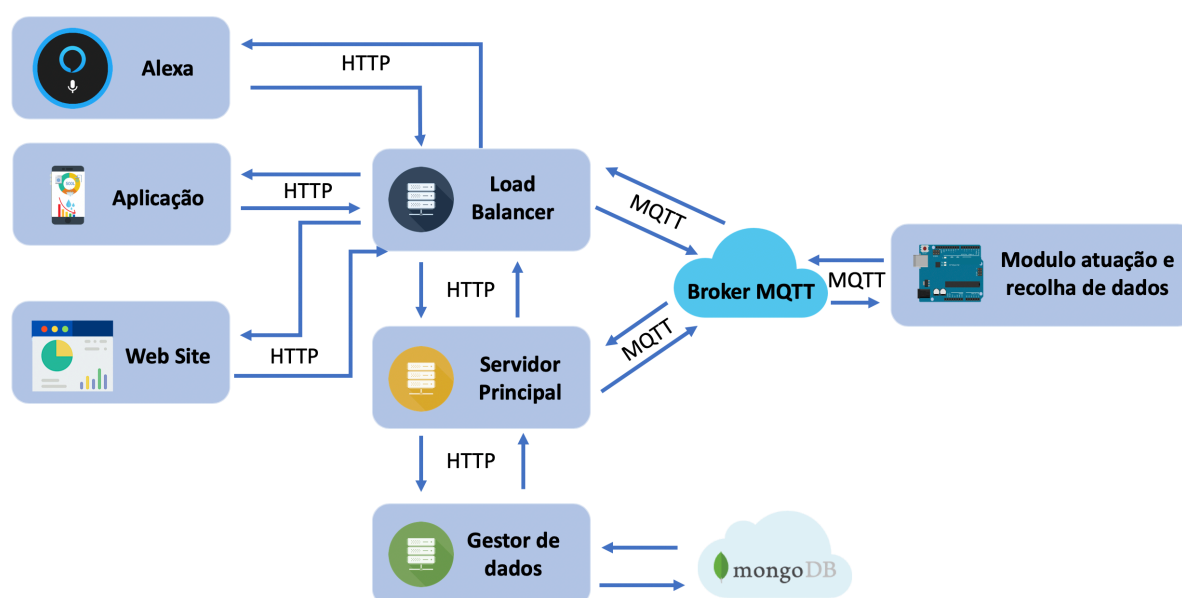 Alexa
HTTP
Aplicação
HTTP
Load
Balancer
MQTT
HTTP
Broker MQTT
MQTT
Modulo atuação e
recolha de dados
Web Site
HTTP
Servidor
Principal
MQTT
HTTP
Gestor de
dados
mongoDB